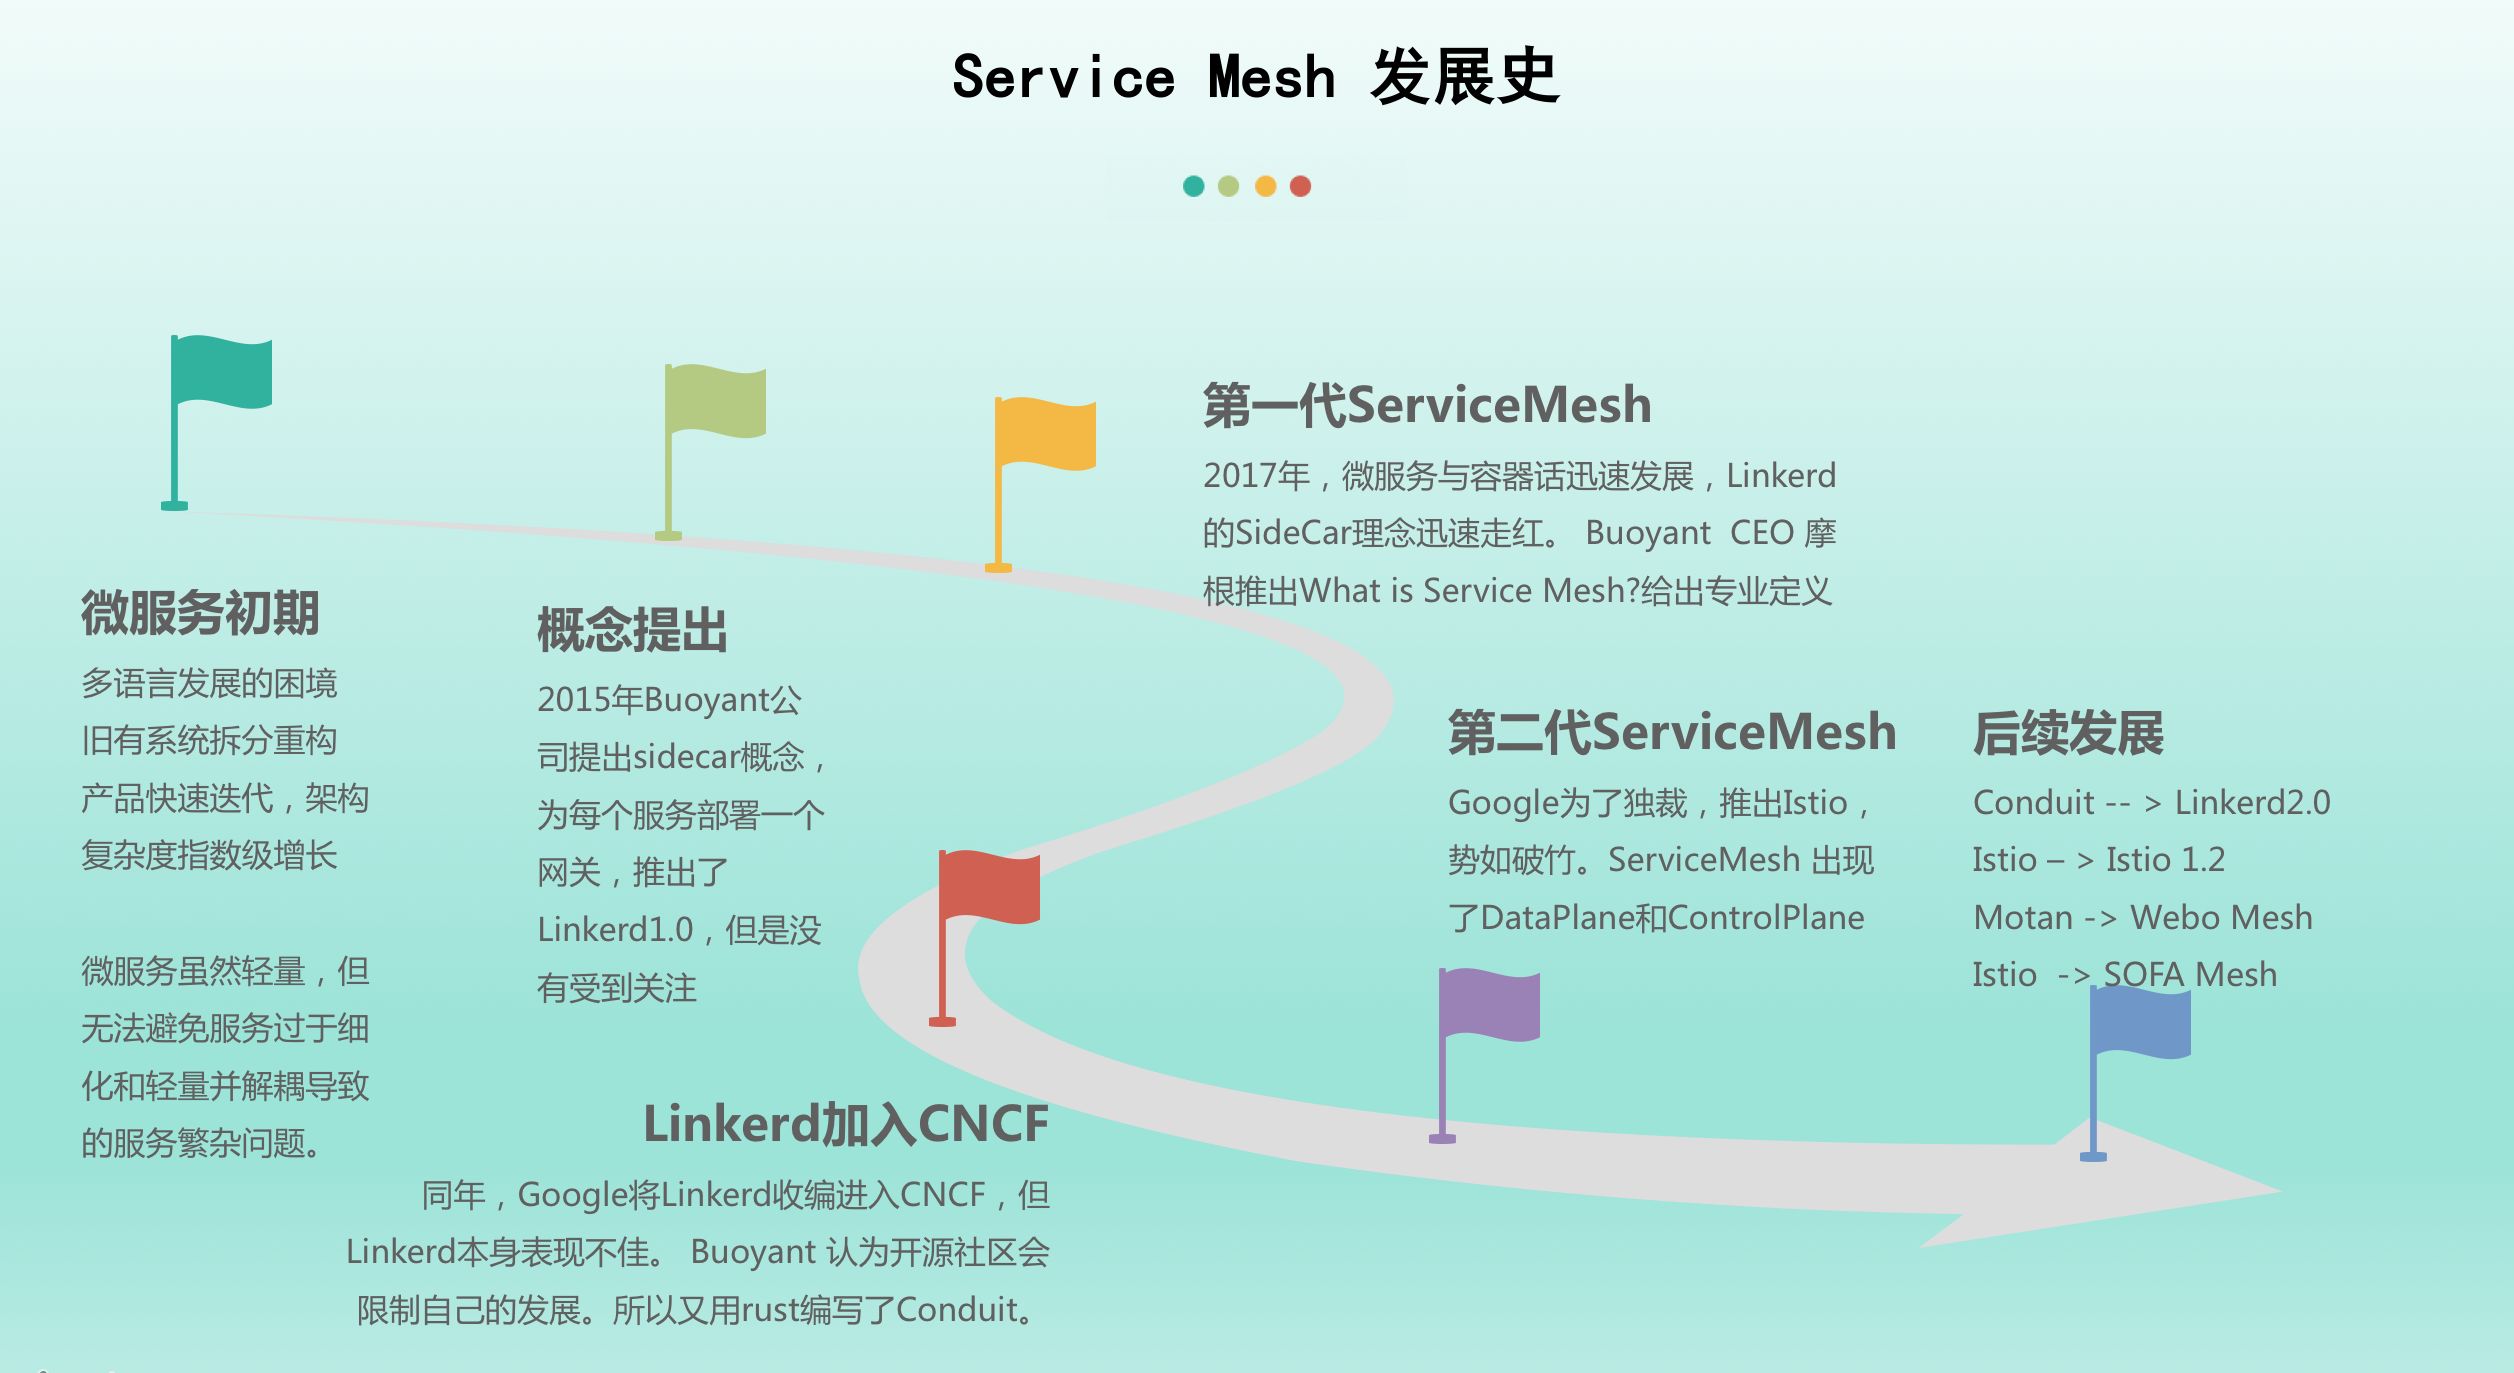 Service Mesh 发展史
微服务初期
多语言发展的困境
旧有系统拆分重构
产品快速迭代，架构
复杂度指数级增长
微服务虽然轻量，但
无法避免服务过于细
化和轻量并解耦导致
的服务繁杂问题。
概念提出
2015年Buoyant公
司提出sidecar概念，
为每个服务部署一个
网关，推出了
Linkerd1.0，但是没
有受到关注
第一代ServiceMesh
2017年，微服务与容器话迅速发展，Linkerd
的SideCar理念迅速走红。 Buoyant  CEO 摩
根推出What is Service Mesh?给出专业定义
Linkerd加入CNCF
同年，Google将Linkerd收编进入CNCF，但
Linkerd本身表现不佳。 Buoyant 认为开源社区会
限制自己的发展。所以又用rust编写了Conduit。
第二代ServiceMesh
Google为了独裁，推出Istio，
势如破竹。ServiceMesh 出现
了DataPlane和ControlPlane
后续发展
Conduit -- > Linkerd2.0
Istio – > Istio 1.2
Motan -> Webo Mesh
Istio  -> SOFA Mesh